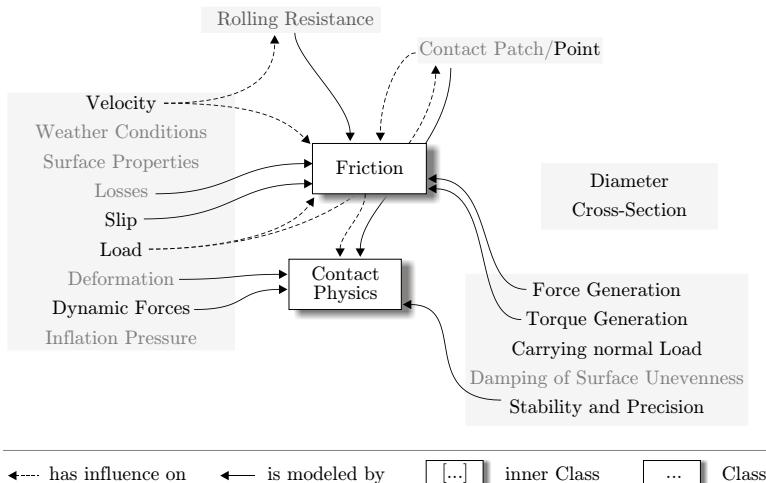 Rolling Resistance
Contact Patch/Point
Velocity
Weather Conditions
Surface Properties
Losses
Slip
Load
Deformation
Dynamic Forces
Inflation Pressure
Friction
Contact
Physics
Diameter
Cross-Section
Force Generation
Torque Generation
Carrying normal Load
Damping of Surface Unevenness
Stability and Precision
has influence on
is modeled by
[...]
inner Class
...
Class